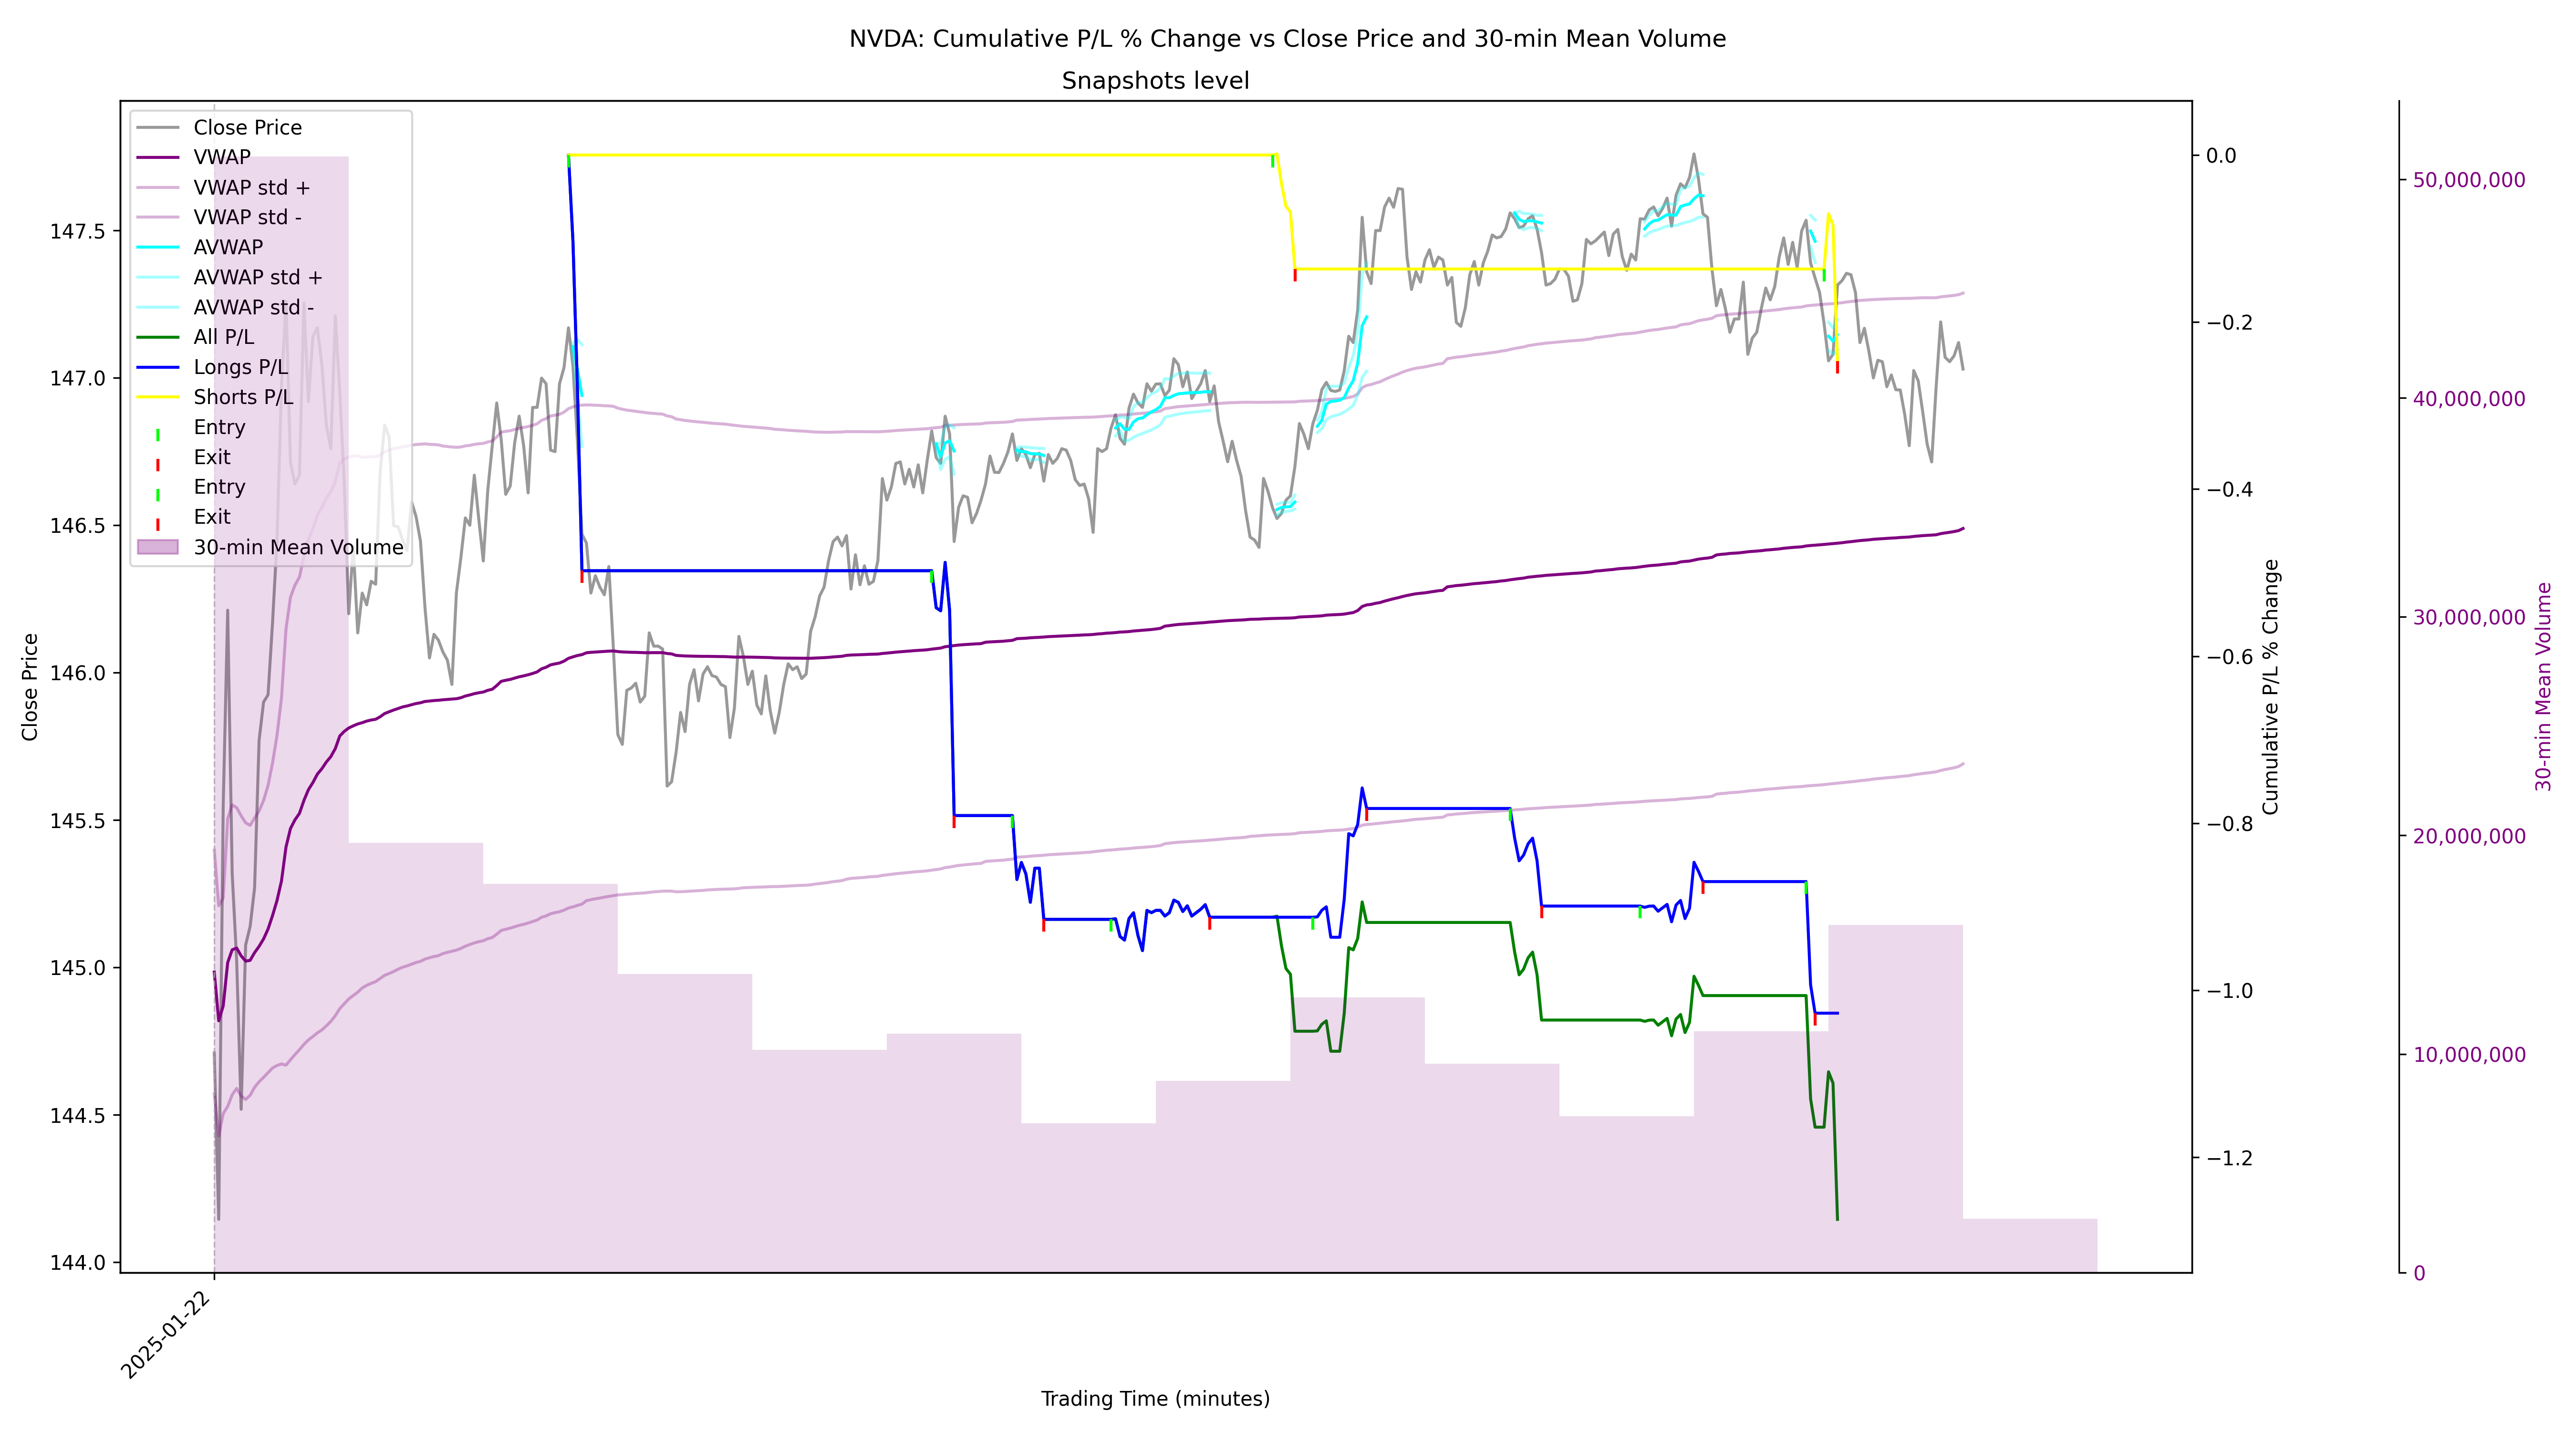 NVDA: Cumulative P/L % Change vs Close Price and 30-min Mean Volume
Snapshots level
Close Price
VWAP
VWAP std +
VWAP std -
AVWAP
AVWAP std +
AVWAP std -
All P/L
Longs P/L
Shorts P/L
Entry
Exit
Entry
Exit
30-min Mean Volume
147.5
147.0
146.5
146.0
145.5
145.0
144.5
144.0
Close Price
0.0
−0.2
−0.4
−0.6
−0.8
−1.0
−1.2
Cumulative P/L % Change
50,000,000
40,000,000
30,000,000
20,000,000
10,000,000
0
30-min Mean Volume
2025-01-22
Trading Time (minutes)